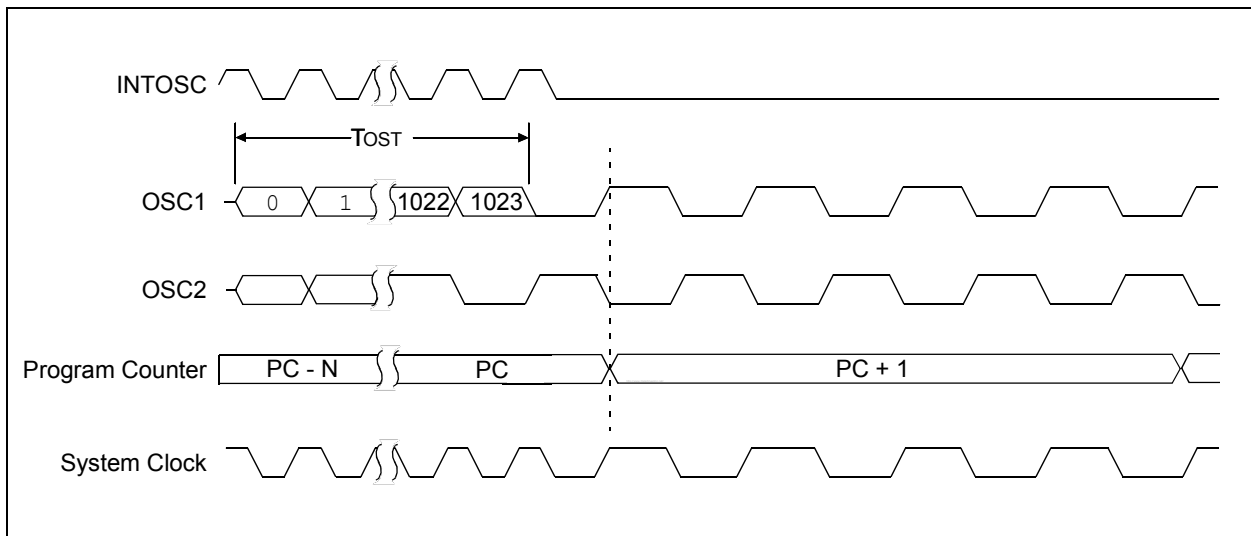 INTOSC
TOST
OSC1 0 1 1022 1023
OSC2
Program Counter PC - N PC PC + 1
System Clock